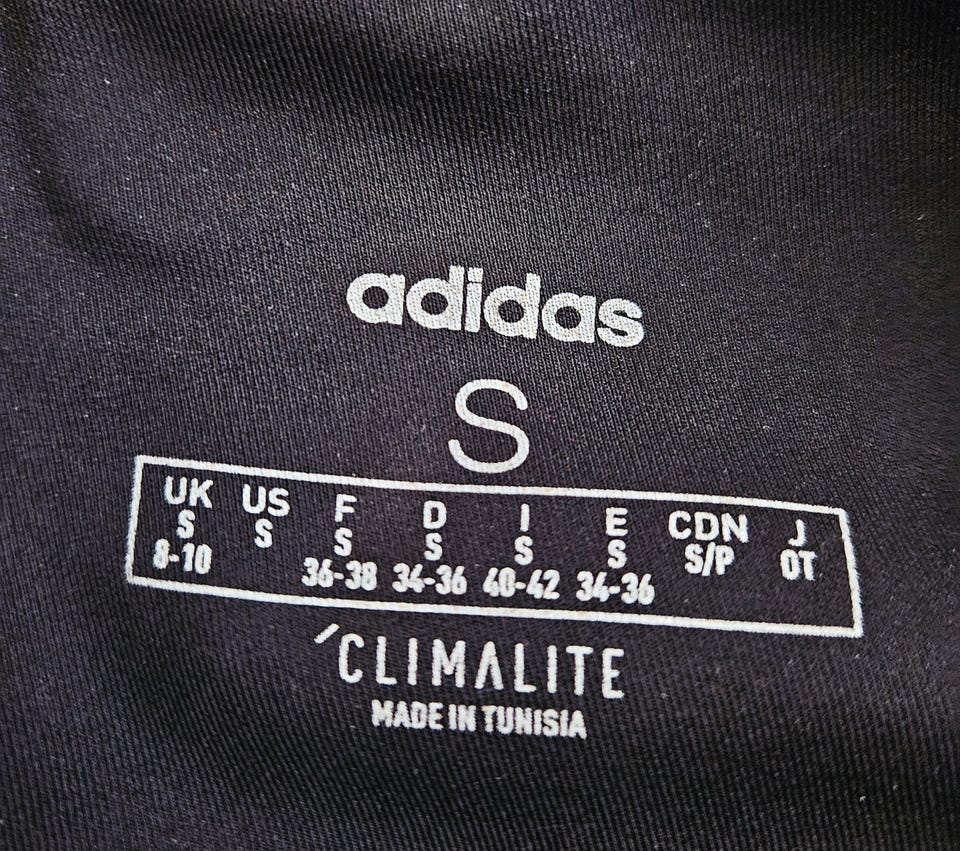 adidas
S
UK US F D I E CDN J
S S S S S S S/P OT
8-10 36-38 34-36 40-42 34-36
CLIMALITE
MADE IN TUNISIA